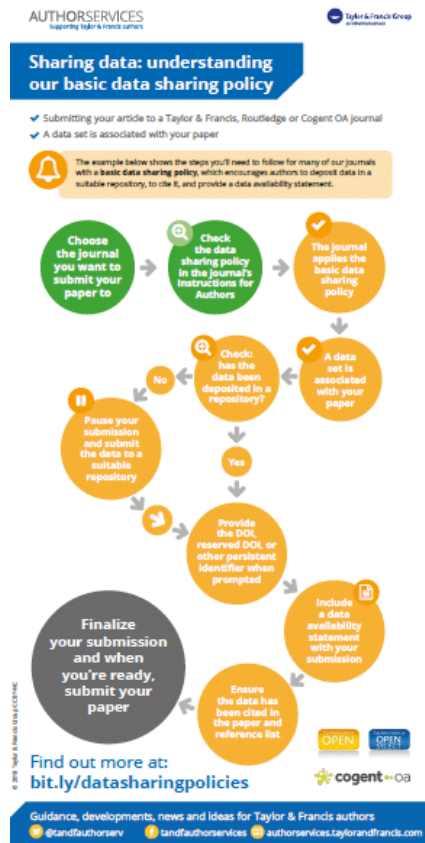 AUTHORSERVICES
Supporting Taylor & Francis authors
Taylor & Francis Group
Sharing data: understanding
our basic data sharing policy
Submitting your article to a Taylor & Francis, Routledge or Cogent OA journal
A data set is associated with your paper
The example below shows the steps you'll need to follow for many of our journals
with a basic data sharing policy, which encourages authors to deposit data in a
suitable repository, to cite it, and provide a data availability statement.
Choose
the journal
you want to
submit your
paper to
Check
the data
sharing policy
in the journal's
Instructions for
Authors
The journal
applies the
basic data
sharing
policy
A data
set is
associated
with your
paper
Check:
has the
data been
deposited in a
repository?
No
Pause your
submission
and submit
the data to a
suitable
repository
Yes
Provide
the DOI,
reserved DOI, or
other persistent
identifier when
prompted
Include
a data
availability
statement
with your
submission
Ensure
the data has
been cited in
the paper and
reference list
Finalize
your submission
and when
you're ready,
submit your
paper
OPEN
OPEN
SELECT
cogent oa
Find out more at:
bit.ly/datasharingpolicies
Guidance, developments, news and ideas for Taylor & Francis authors
@tandfauthorserv
tandfauthorservices
authorservices.taylorandfrancis.com